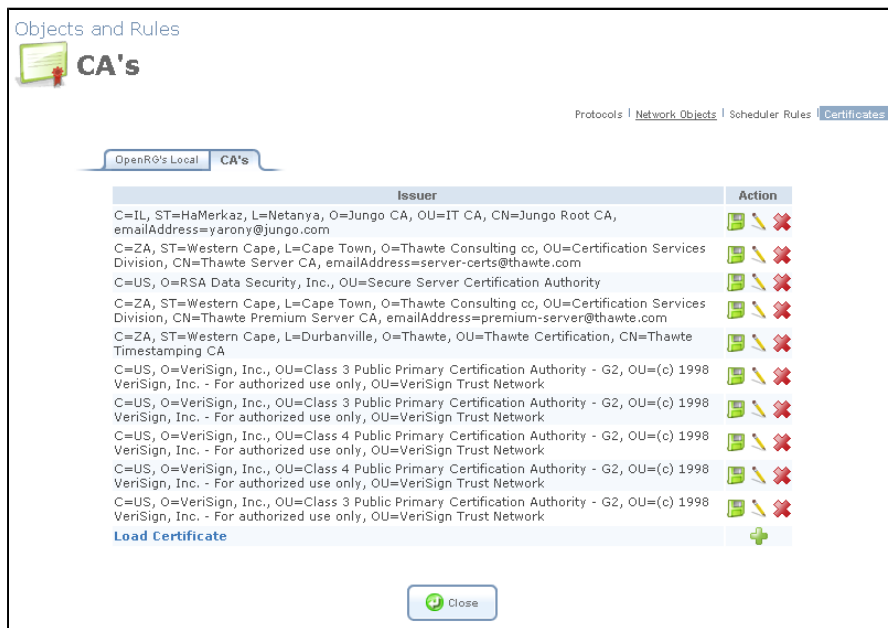 Objects and Rules
CA's
Protocols | Network Objects | Scheduler Rules | Certificates
OpenRG's Local CA's
Issuer Action
C=IL, ST=HaMerkaz, L=Netanya, O=Jungo CA, OU=IT CA, CN=Jungo Root CA,
emailAddress=yarony@jungo.com
C=ZA, ST=Western Cape, L=Cape Town, O=Thawte Consulting cc, OU=Certification Services
Division, CN=Thawte Server CA, emailAddress=server-certs@thawte.com
C=US, O=RSA Data Security, Inc., OU=Secure Server Certification Authority
C=ZA, ST=Western Cape, L=Cape Town, O=Thawte Consulting cc, OU=Certification Services
Division, CN=Thawte Premium Server CA, emailAddress=premium-server@thawte.com
C=ZA, ST=Western Cape, L=Durbanville, O=Thawte, OU=Thawte Certification, CN=Thawte
Timestamping CA
C=US, O=VeriSign, Inc., OU=Class 3 Public Primary Certification Authority - G2, OU=(c) 1998
VeriSign, Inc. - For authorized use only, OU=VeriSign Trust Network
C=US, O=VeriSign, Inc., OU=Class 3 Public Primary Certification Authority - G2, OU=(c) 1998
VeriSign, Inc. - For authorized use only, OU=VeriSign Trust Network
C=US, O=VeriSign, Inc., OU=Class 4 Public Primary Certification Authority - G2, OU=(c) 1998
VeriSign, Inc. - For authorized use only, OU=VeriSign Trust Network
C=US, O=VeriSign, Inc., OU=Class 4 Public Primary Certification Authority - G2, OU=(c) 1998
VeriSign, Inc. - For authorized use only, OU=VeriSign Trust Network
C=US, O=VeriSign, Inc., OU=Class 3 Public Primary Certification Authority - G2, OU=(c) 1998
VeriSign, Inc. - For authorized use only, OU=VeriSign Trust Network
Load Certificate
Close